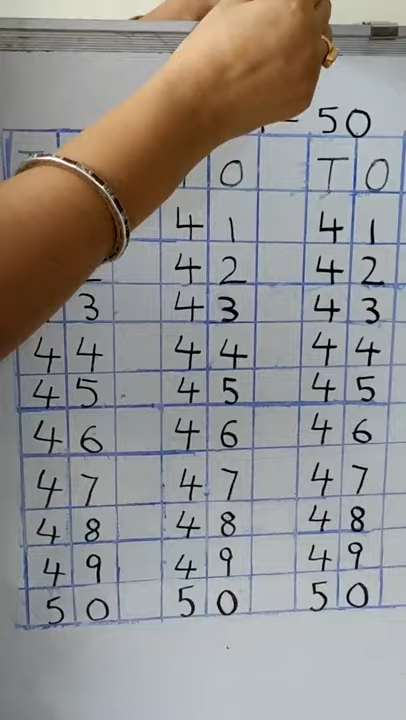 - 50
T O T O
4 1 4 1
4 2 4 2
3 4 3 4 3
4 4 4 4 4 4
4 5 4 5 4 5
4 6 4 6 4 6
4 7 4 7 4 7
4 8 4 8 4 8
4 9 4 9 4 9
5 0 5 0 5 0